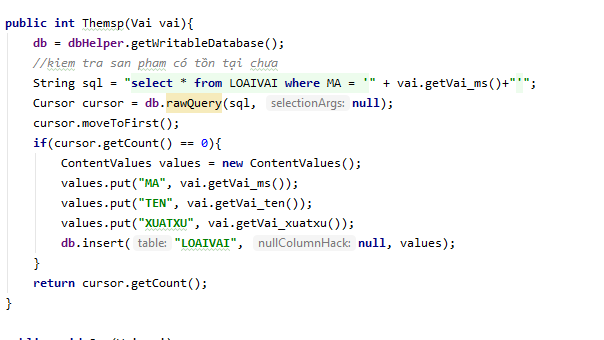 public int Themsp(Vai vai){
db = dbHelper.getWritableDatabase();
//kiem tra san pham có tồn tại chưa
String sql = "select * from LOAIVAI where MA = '" + vai.getVai_ms()+"'";
Cursor cursor = db.rawQuery(sql, selectionArgs: null);
cursor.moveToFirst();
if(cursor.getCount() == 0){
ContentValues values = new ContentValues();
values.put("MA", vai.getVai_ms());
values.put("TEN", vai.getVai_ten());
values.put("XUATXU", vai.getVai_xuatxu());
db.insert( table: "LOAIVAI", nullColumnHack: null, values);
}
return cursor.getCount();
}